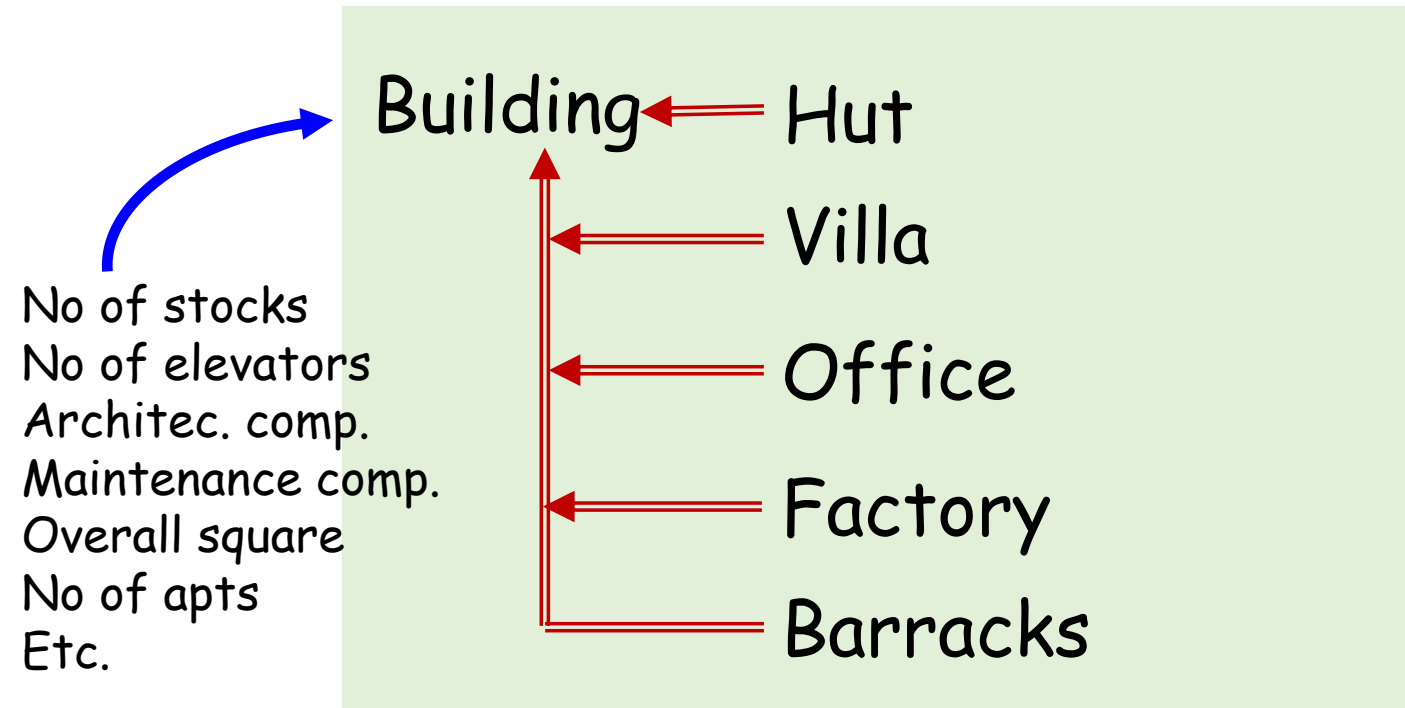 Building
Hut
Villa
Office
Factory
Barracks
No of stocks
No of elevators
Architec. comp.
Maintenance comp.
Overall square
No of apts
Etc.